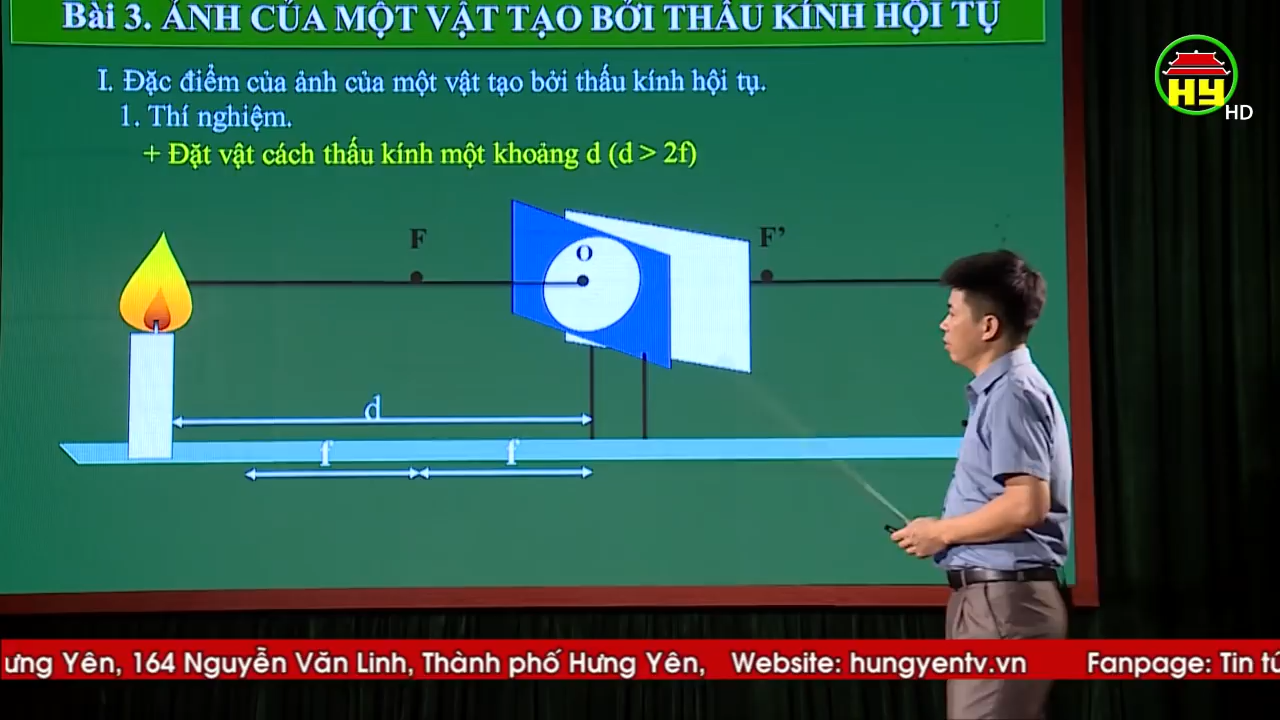 Bài 3. ẢNH CỦA MỘT VẬT TẠO BỞI THẤU KÍNH HỘI TỤ
I. Đặc điểm của ảnh của một vật tạo bởi thấu kính hội tụ.
1. Thí nghiệm.
+ Đặt vật cách thấu kính một khoảng d (d > 2f)
HY
HD
F
O
F’
d
f
f
ưng Yên, 164 Nguyễn Văn Linh, Thành phố Hưng Yên, Website: hungyentv.vn Fanpage: Tin